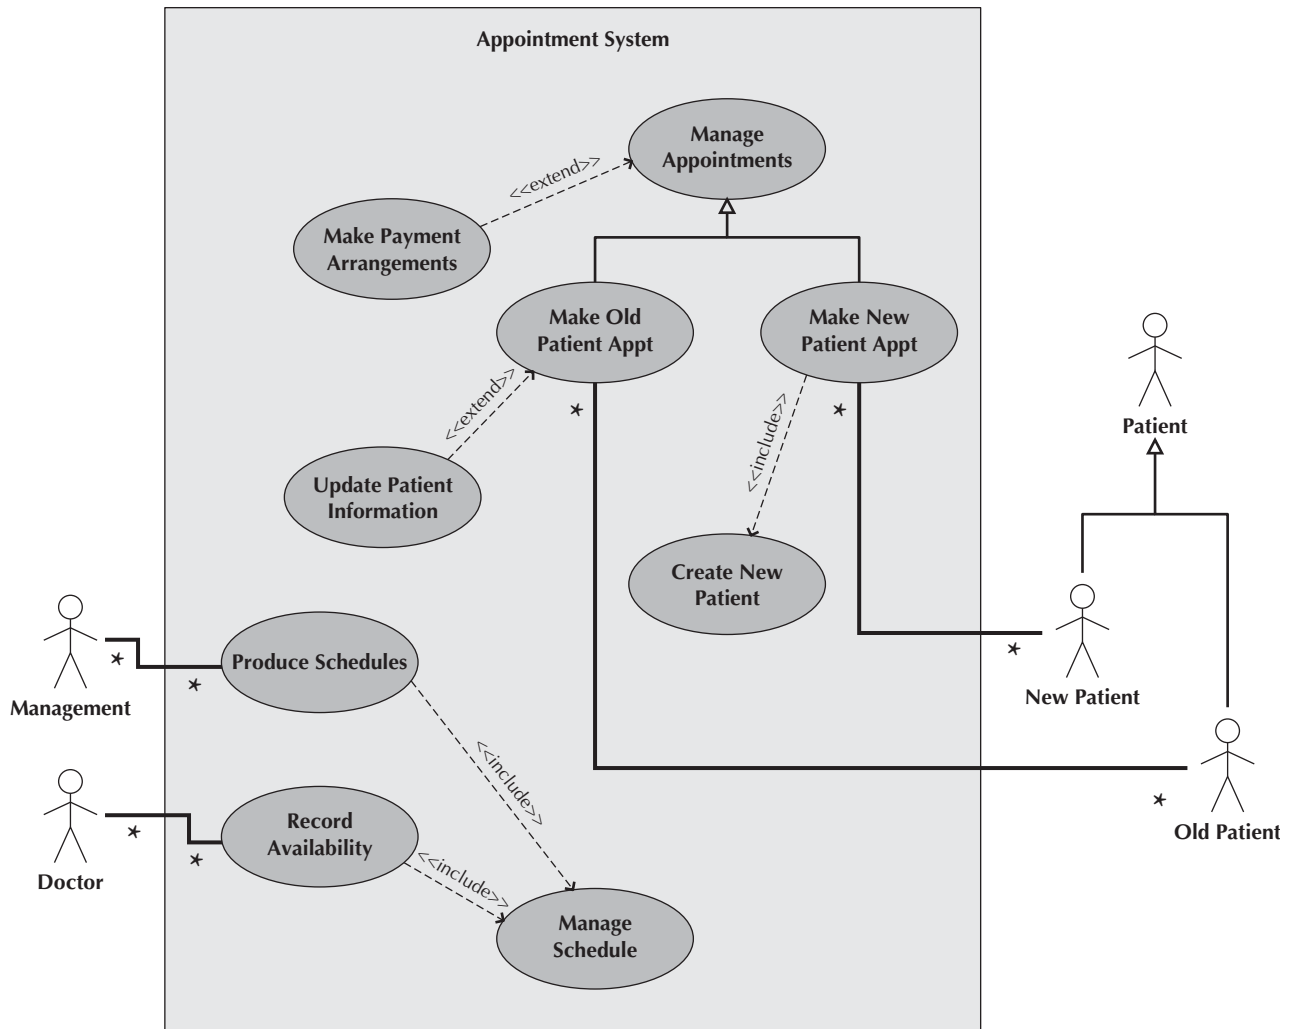 Appointment System
Manage
Appointments
<<extend>>
Make Payment
Arrangements
Make Old
Patient Appt
Make New
Patient Appt
<<extend>>
*
<<include>>
*
Patient
Update Patient
Information
Create New
Patient
*
New Patient
Management
*
*
Produce Schedules
<<include>>
*
Old Patient
Doctor
*
*
Record
Availability
<<include>>
Manage
Schedule